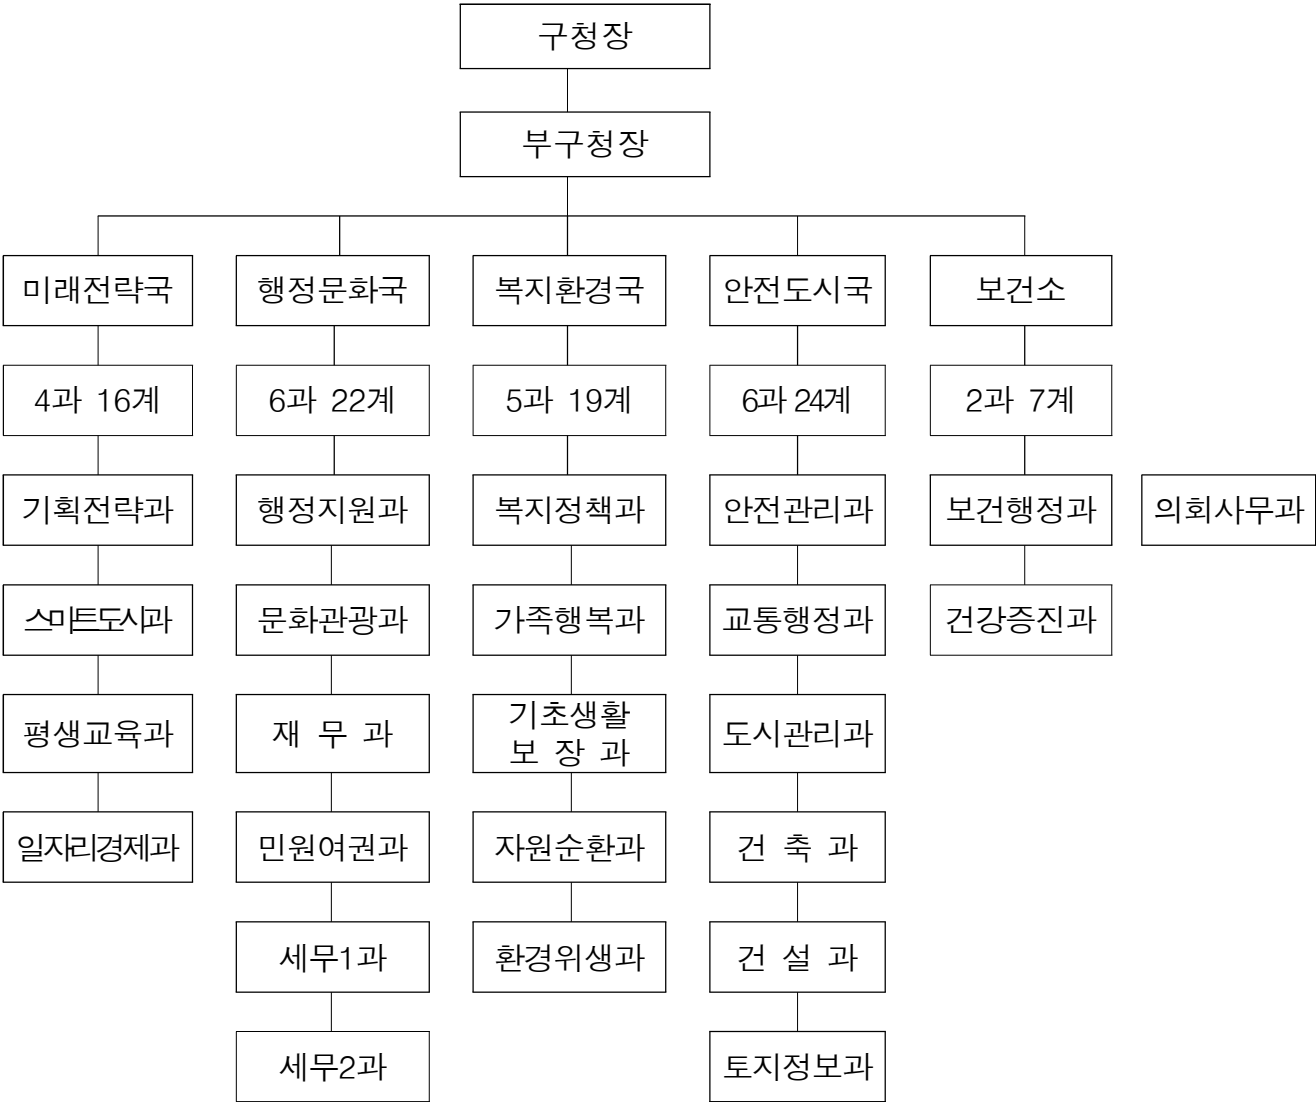 구청장
부구청장
미래전략국 행정문화국 복지환경국 안전도시국 보건소
4과 16계 6과 22계 5과 19계 6과 24계 2과 7계
기획전략과 행정지원과 복지정책과 안전관리과 보건행정과 의회사무과
스마트도시과 문화관광과 가족행복과 교통행정과 건강증진과
평생교육과 재 무 과 기초생활 도시관리과
보 장 과
일자리경제과 민원여권과 자원순환과 건 축 과
세무1과 환경위생과 건 설 과
세무2과 토지정보과